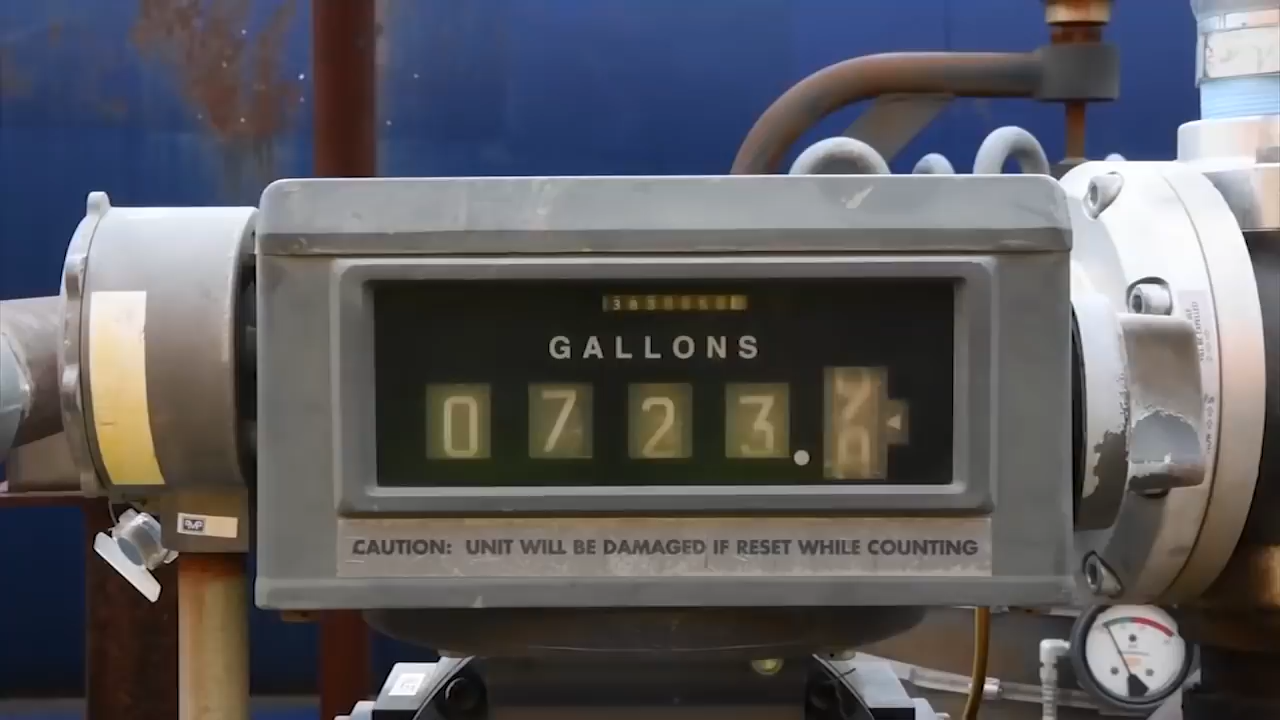 GALLONS
0723.
CAUTION: UNIT WILL BE DAMAGED IF RESET WHILE COUNTING